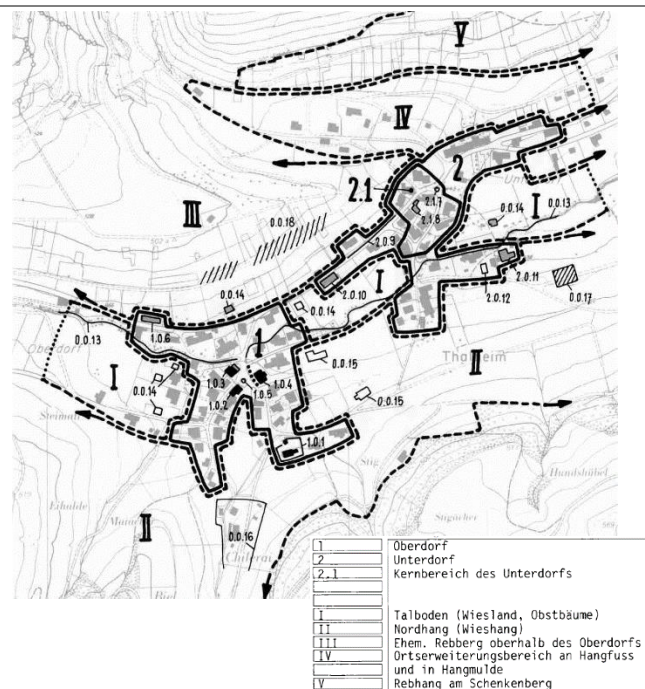 V
IV
2
2.1
2.1.7
2.1.8
I
0.0.13
0.0.14
III
0.0.18
2.0.9
2.0.11
2.0.12
0.0.17
0.0.14
2.0.10
I
0.0.14
0.0.13
1.0.6
Oberdorf
1
0.0.15
Thalheim
II
I
0.0.14
1.0.3
1.0.4
1.0.5
1.0.2
0.0.15
Steimatt
1.0.1
Stig
Hundshübel
Eihalde
II
0.0.16
1 Oberdorf
2 Unterdorf
2.1 Kernbereich des Unterdorfs
I Talboden (Wiesland, Obstbäume)
II Nordhang (Wieshang)
III Ehem. Rebberg oberhalb des Oberdorfs
IV Ortserweiterungsbereich an Hangfuss
und in Hangmulde
V Rebhang am Schenkenberg